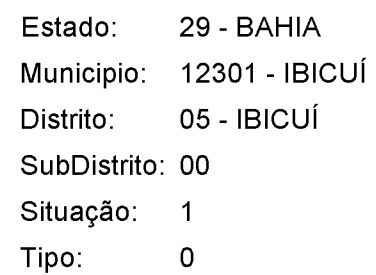 Estado: 29 - BAHIA
Municipio: 12301 - IBICUÍ
Distrito: 05 - IBICUÍ
SubDistrito: 00
Situação: 1
Tipo: 0